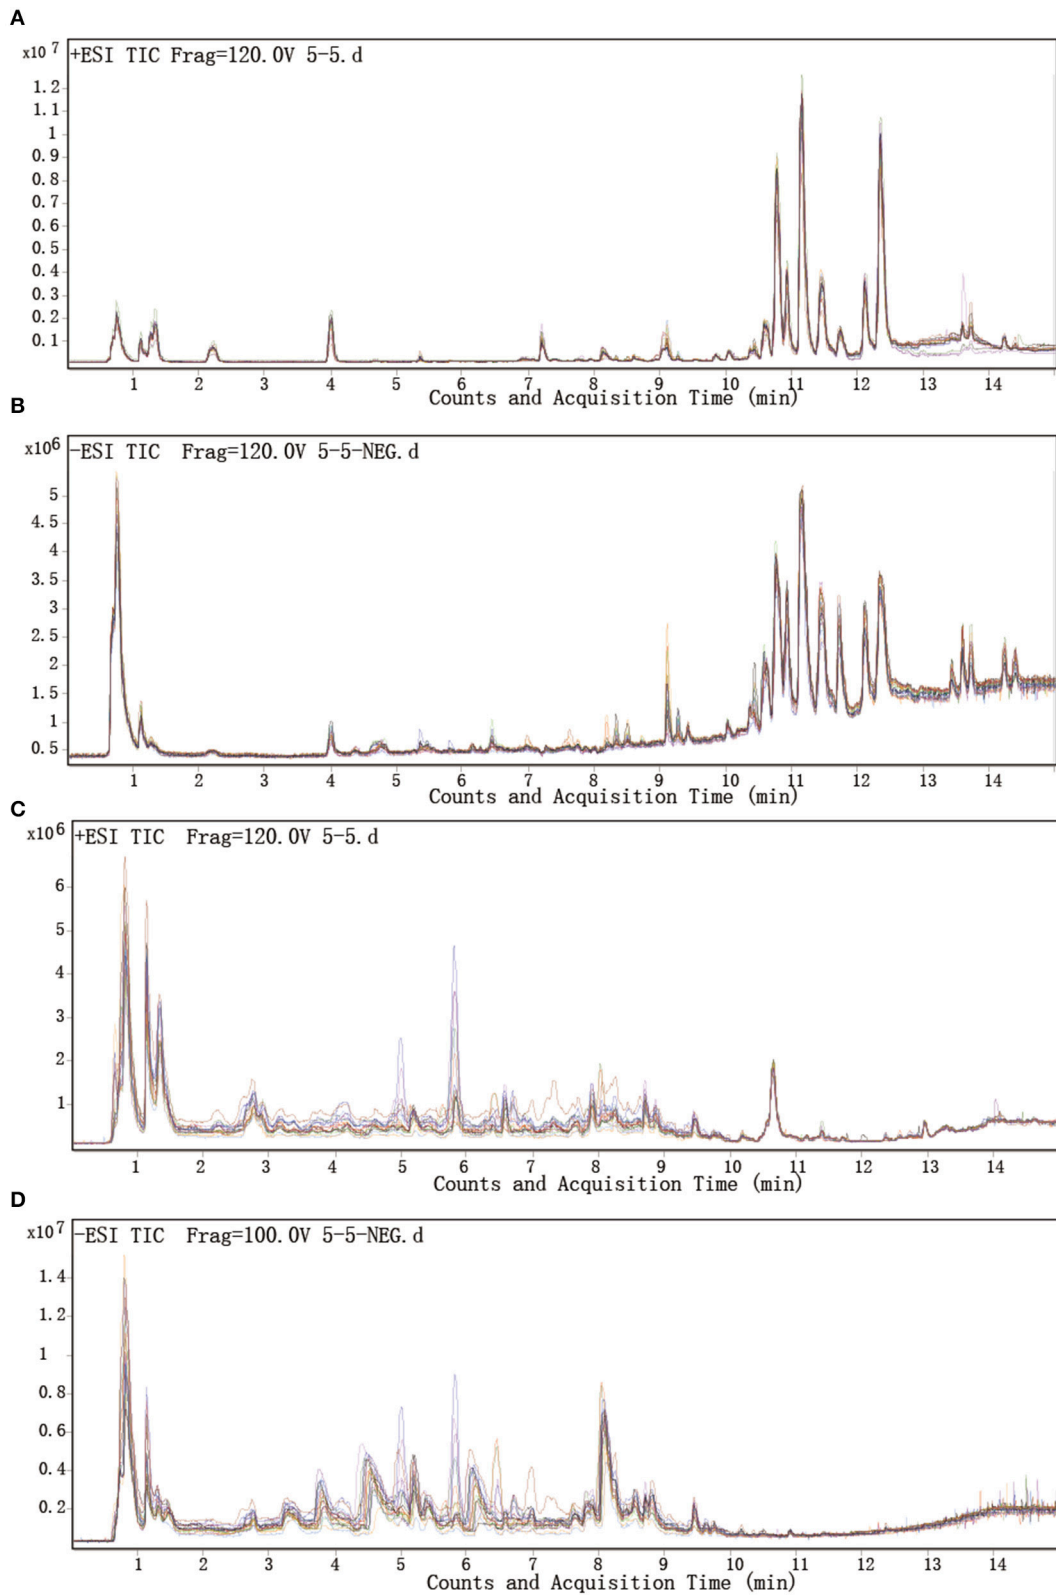 A
x10 7
+ESI TIC Frag=120.0V 5-5.d
1.2
1.1
1
0.9
0.8
0.7
0.6
0.5
0.4
0.3
0.2
0.1
1 2 3 4 5 6 7 8 9 10 11 12 13 14
Counts and Acquisition Time (min)
B
x10 6
-ESI TIC Frag=120.0V 5-5-NEG.d
5
4.5
4
3.5
3
2.5
2
1.5
1
0.5
1 2 3 4 5 6 7 8 9 10 11 12 13 14
Counts and Acquisition Time (min)
C
x10 6
+ESI TIC Frag=120.0V 5-5.d
6
5
4
3
2
1
1 2 3 4 5 6 7 8 9 10 11 12 13 14
Counts and Acquisition Time (min)
D
x10 7
-ESI TIC Frag=100.0V 5-5-NEG.d
1.4
1.2
1
0.8
0.6
0.4
0.2
1 2 3 4 5 6 7 8 9 10 11 12 13 14
Counts and Acquisition Time (min)